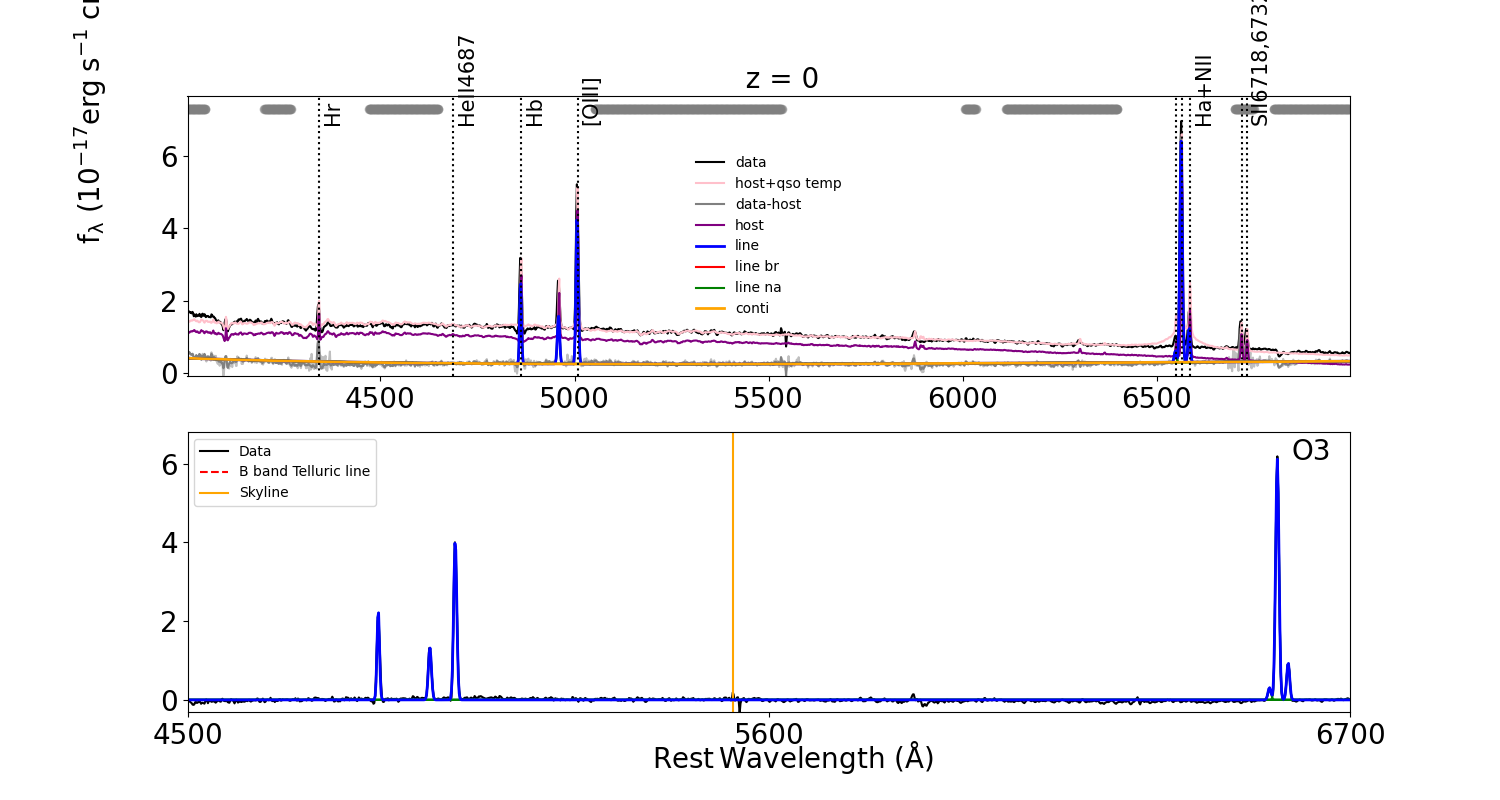 z = 0
f_λ (10^−17 erg s^−1
Hr
HeII4687
Hb
[OIII]
Ha+NII
SII6718,673
6
4
2
0
data
host+qso temp
data-host
host
line
line br
line na
conti
4500
5000
5500
6000
6500
6
4
2
0
Data
B band Telluric line
Skyline
O3
4500
5600
6700
Rest Wavelength (Å)